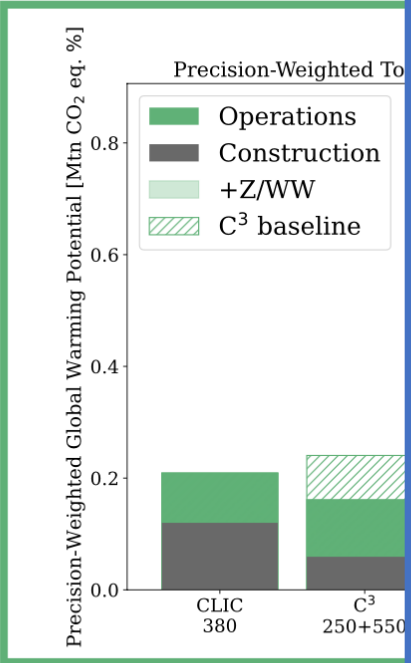 Precision-Weighted To
Precision-Weighted Global Warming Potential [Mtn CO₂ eq. %]
0.8
0.6
0.4
0.2
0.0
Operations
Construction
+Z/WW
C³ baseline
CLIC
380
C³
250+550